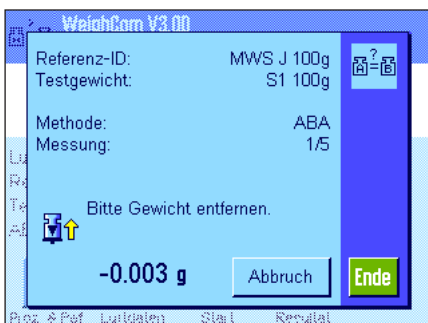 WeighCom V3.00
Referenz-ID: MWS J 100g
Testgewicht: S1 100g
A ? = B
Methode: ABA
Messung: 1/5
Bitte Gewicht entfernen.
-0.003 g Abbruch Ende
Start